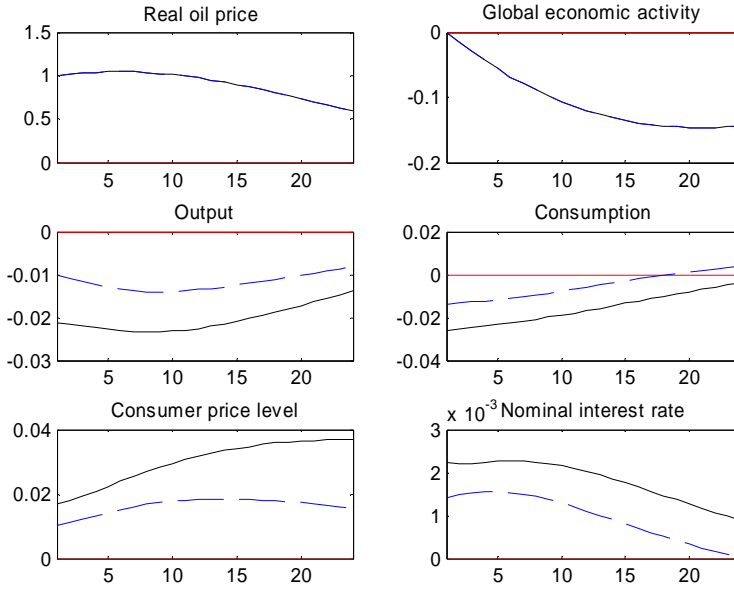 Real oil price
Global economic activity
1.5
1
0.5
0
5 10 15 20
0
-0.1
-0.2
5 10 15 20
Output
Consumption
0
-0.01
-0.02
-0.03
5 10 15 20
0.02
0
-0.02
-0.04
5 10 15 20
Consumer price level
x 10-3 Nominal interest rate
0.04
0.02
0
5 10 15 20
3
2
1
0
5 10 15 20